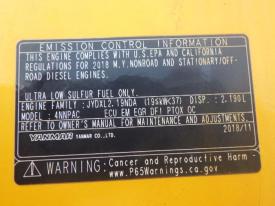 EMISSION CONTROL INFORMATION
THIS ENGINE COMPLIES WITH U.S.EPA AND CALIFORNIA
REGULATIONS FOR 2018 M.Y.NONROAD AND STATIONARY/OFF-
ROAD DIESEL ENGINES.
ULTRA LOW SULFUR FUEL ONLY.
ENGINE FAMILY :JYDXL2.19NDA (19≤kW<37) DISP.: 2.190L
MODEL :4NNPAC ECU EM EGR DFI PTOX OC
REFER TO OWNER'S MANUAL FOR MAINTENANCE AND ADJUSTMENTS
YANMAR YANMAR CO.,LTD. 2018/11
WARNING: Cancer and Reproductive Harm -
www.P65Warnings.ca.gov